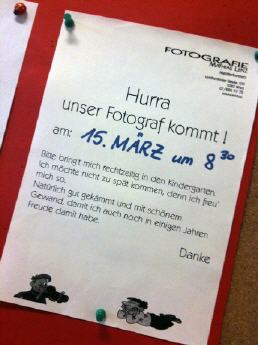 FOTOGRAFIE
Hurra
unser Fotograf kommt!
am: 15. MÄRZ um 8³⁰
Bitte bringt mich rechtzeitig in den Kindergarten.
Ich möchte nicht zu spät kommen, denn ich freu'
mich so.
Natürlich gut gekämmt und mit schönem
Gewand, damit ich auch noch in einigen Jahren
Freude damit habe.
Danke